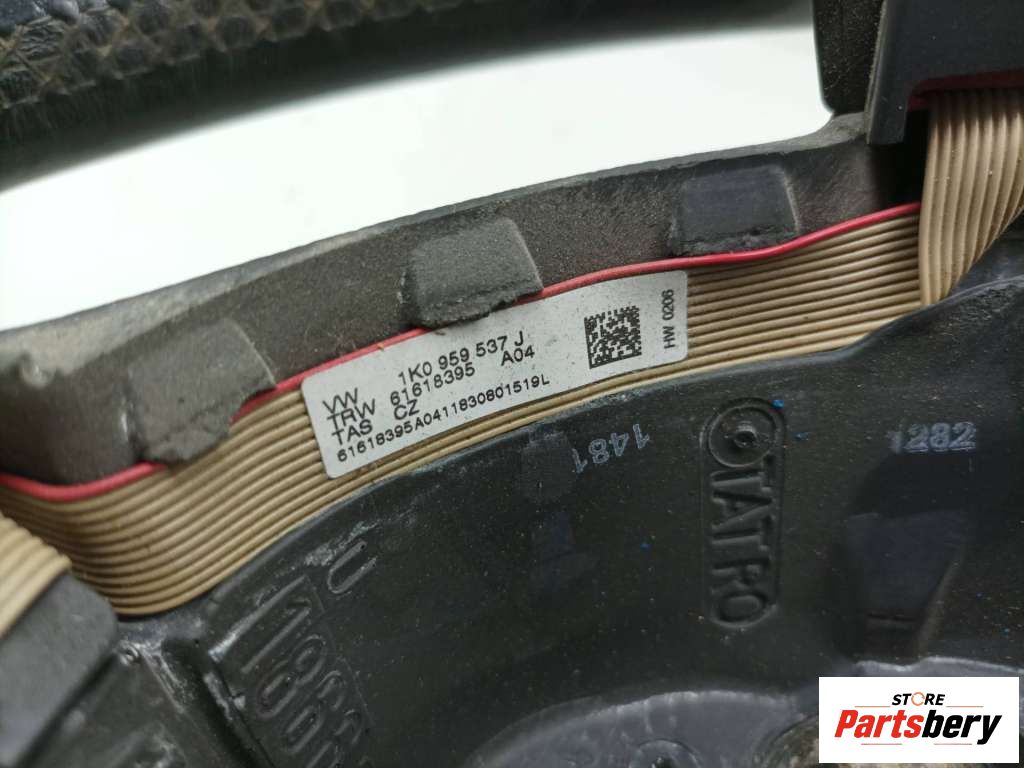 VW 1K0 959 537 J
TRW 61618395 A04
TAS CZ
61618395A0411830801519L
HW 0206
1481
TATRO
1282
STORE
Partsbery